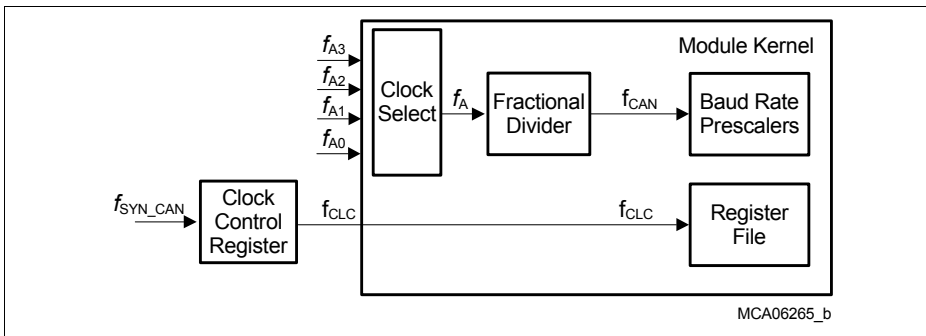 Module Kernel
fA3
fA2
fA1
fA0
Clock
Select
fA
Fractional
Divider
fCAN
Baud Rate
Prescalers
fSYN_CAN
Clock
Control
Register
fCLC
fCLC
Register
File
MCA06265_b